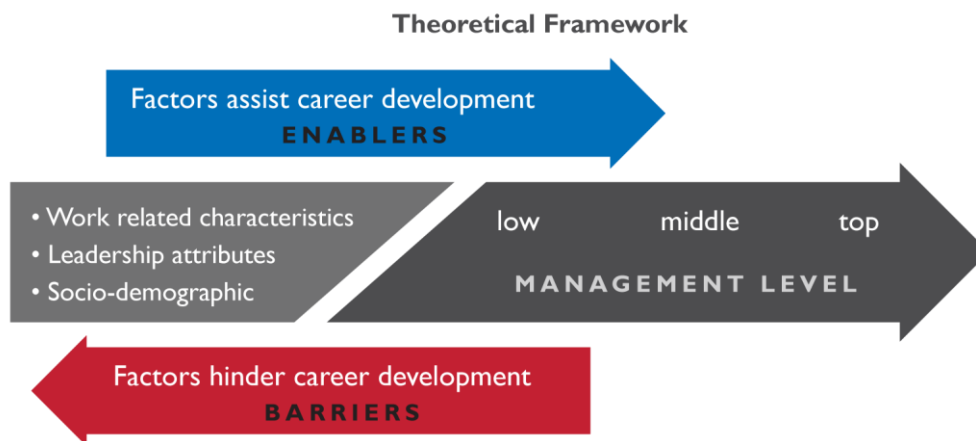 Theoretical Framework
Factors assist career development
ENABLERS
• Work related characteristics
• Leadership attributes
• Socio-demographic
low middle top
MANAGEMENT LEVEL
Factors hinder career development
BARRIERS